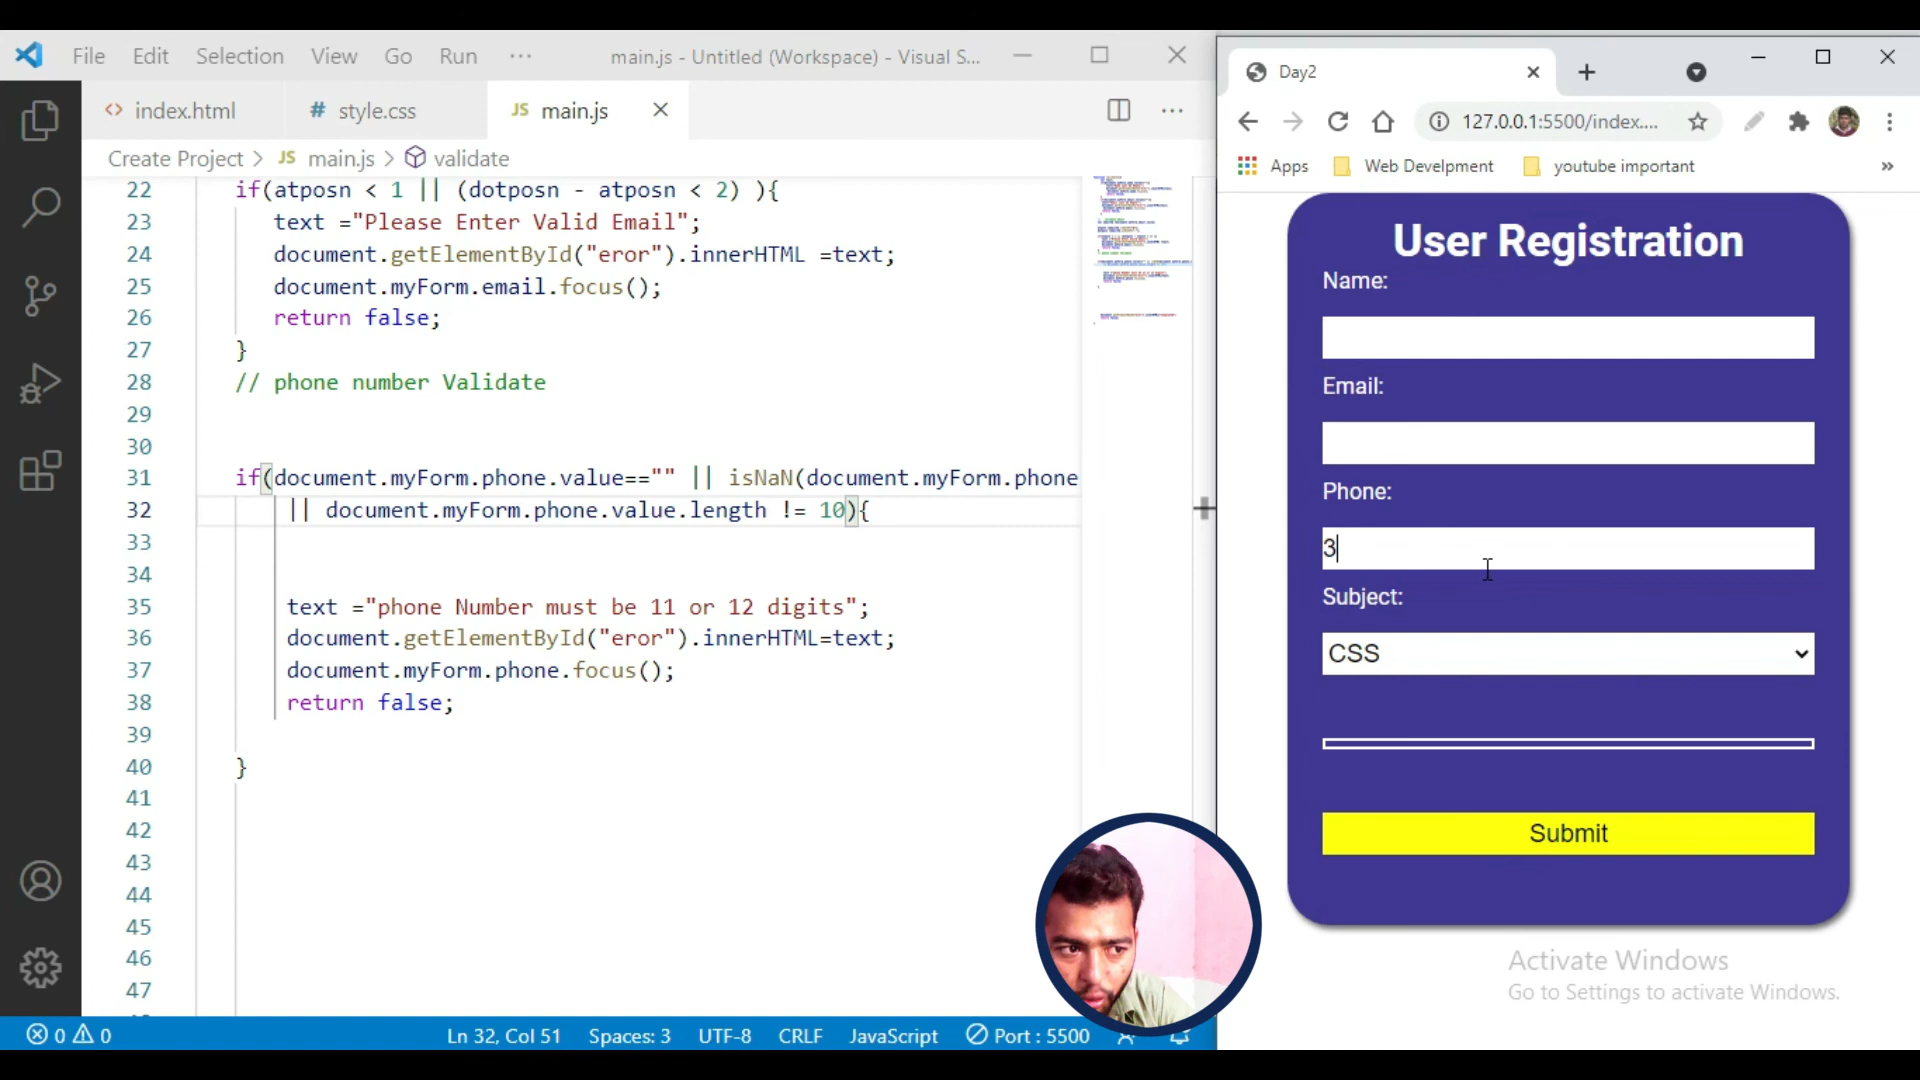 File Edit Selection View Go Run ··· main.js - Untitled (Workspace) - Visual S...
index.html # style.css JS main.js
Create Project > JS main.js > validate
22 if(atposn < 1 || (dotposn - atposn < 2) ){
23 text ="Please Enter Valid Email";
24 document.getElementById("eror").innerHTML =text;
25 document.myForm.email.focus();
26 return false;
27 }
28 // phone number Validate
29
30
31 if(document.myForm.phone.value=="" || isNaN(document.myForm.phone
32 || document.myForm.phone.value.length != 10){
33
34
35 text ="phone Number must be 11 or 12 digits";
36 document.getElementById("eror").innerHTML=text;
37 document.myForm.phone.focus();
38 return false;
39
40 }
41
42
43
44
45
46
47
0 0 Ln 32, Col 51 Spaces: 3 UTF-8 CRLF JavaScript Port : 5500
Day2
127.0.0.1:5500/index....
Apps Web Develpment youtube important »
User Registration
Name:
Email:
Phone:
3
Subject:
CSS
Submit
Activate Windows
Go to Settings to activate Windows.